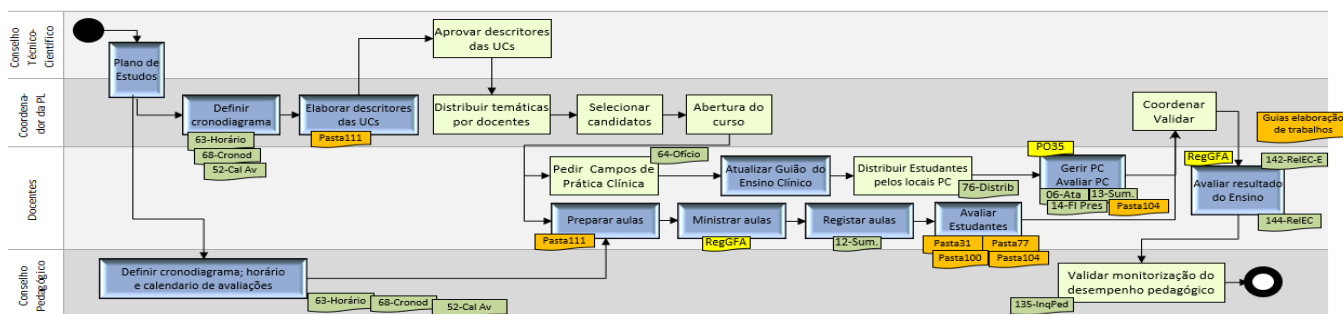 Conselho
Técnico-
Científico
Plano de
Estudos
Aprovar descritores
das UCs
Coordena-
dor da PL
Definir
cronodiagrama
63-Horário
68-Cronod
52-Cal Av
Elaborar descritores
das UCs
Pasta111
Distribuir temáticas
por docentes
Selecionar
candidatos
Abertura do
curso
Coordenar
Validar
Guias elaboração
de trabalhos
Docentes
Pedir Campos de
Prática Clínica
64-Ofício
Atualizar Guião do
Ensino Clínico
Distribuir Estudantes
pelos locais PC
76-Distrib
PO35
Gerir PC
Avaliar PC
06-Ata
13-Sum.
14-Fl Pres
Pasta104
RegGFA
142-RelEC-E
Avaliar resultado
do Ensino
144-RelEC
Preparar aulas
Pasta111
Ministrar aulas
RegGFA
Registar aulas
12-Sum.
Avaliar
Estudantes
Pasta31
Pasta77
Pasta100
Pasta104
Conselho
Pedagógico
Definir cronodiagrama; horário
e calendario de avaliações
63-Horário
68-Cronod
52-Cal Av
Validar monitorização do
desempenho pedagógico
135-InqPed